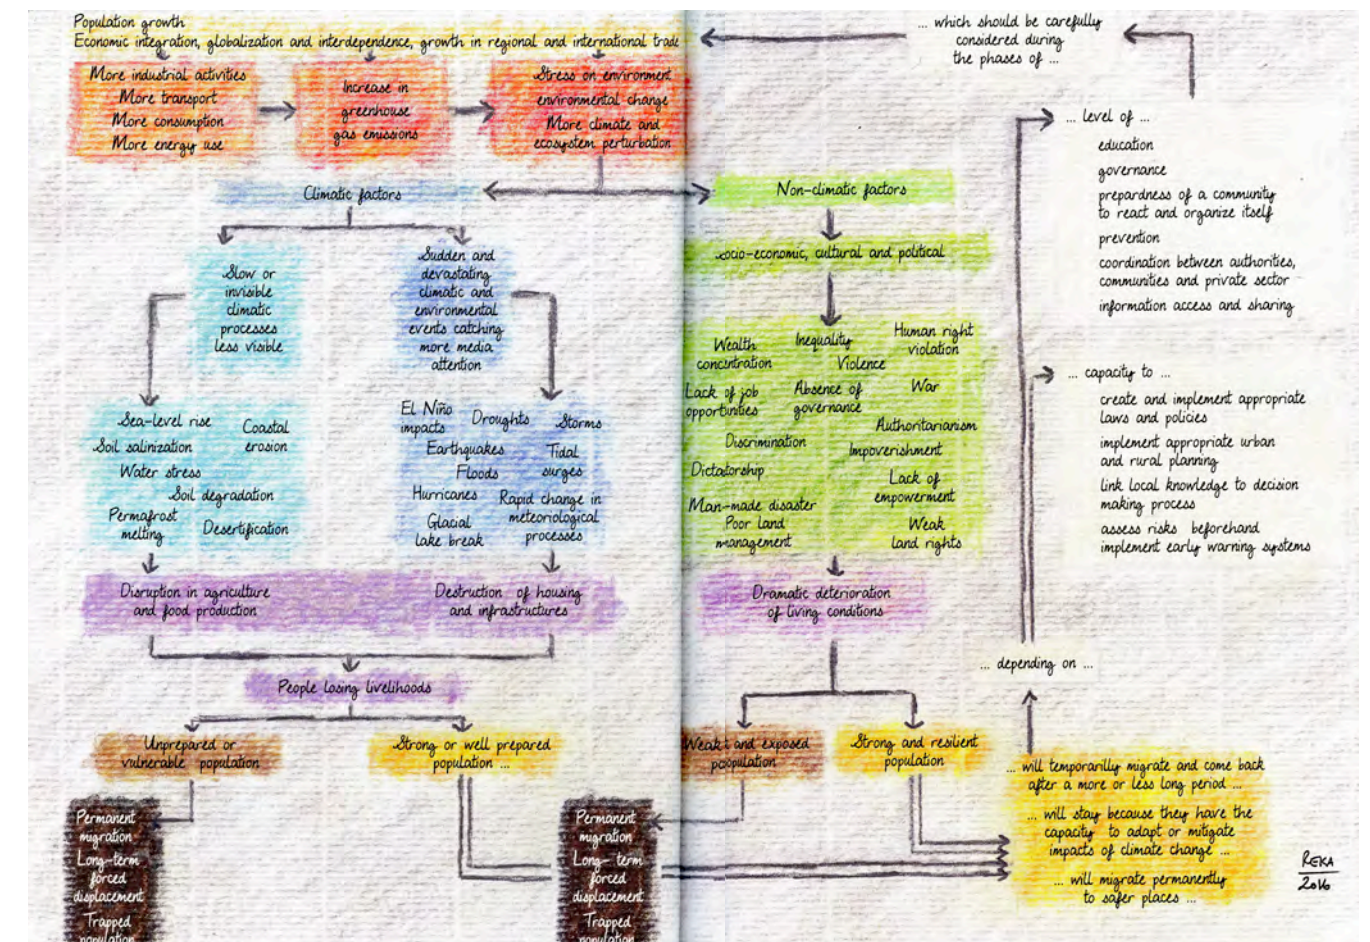 Population growth
Economic integration, globalization and interdependence, growth in regional and international trade
More industrial activities
More transport
More consumption
More energy use
Increase in
greenhouse
gas emissions
Stress on environment
environmental change
More climate and
ecosystem perturbation
... which should be carefully
considered during
the phases of ...
Climatic factors
Non-climatic factors
Slow or
invisible
climatic
processes
less visible
Sudden and
devastating
climatic and
environmental
events catching
more media
attention
Socio-economic, cultural and political
Sea-level rise
Coastal
erosion
Soil salinization
Water stress
Soil degradation
Permafrost
melting
Desertification
El Niño
impacts
Droughts
Storms
Earthquakes
Tidal
surges
Floods
Hurricanes
Rapid change in
meteoriological
processes
Glacial
lake break
Wealth
concentration
Inequality
Human right
violation
Violence
Lack of job
opportunities
Absence of
governance
War
Authoritarianism
Discrimination
Impoverishment
Dictatorship
Lack of
empowerment
Man-made disaster
Poor land
management
Weak
land rights
Disruption in agriculture
and food production
Destruction of housing
and infrastructures
Dramatic deterioration
of living conditions
People losing livelihoods
Unprepared or
vulnerable population
Strong or well prepared
population ...
Weak and exposed
population
Strong and resilient
population
Permanent
migration
Long-term
forced
displacement
Trapped
population
Permanent
migration
Long-term
forced
displacement
Trapped
population
... level of ...
education
governance
prepardness of a community
to react and organize itself
prevention
coordination between authorities,
communities and private sector
information access and sharing
... capacity to ...
create and implement appropriate
laws and policies
implement appropriate urban
and rural planning
link local knowledge to decision
making process
assess risks beforehand
implement early warning systems
... depending on ...
... will temporarilly migrate and come back
after a more or less long period ...
... will stay because they have the
capacity to adapt or mitigate
impacts of climate change ...
... will migrate permanently
to safer places ...
REKA
2016